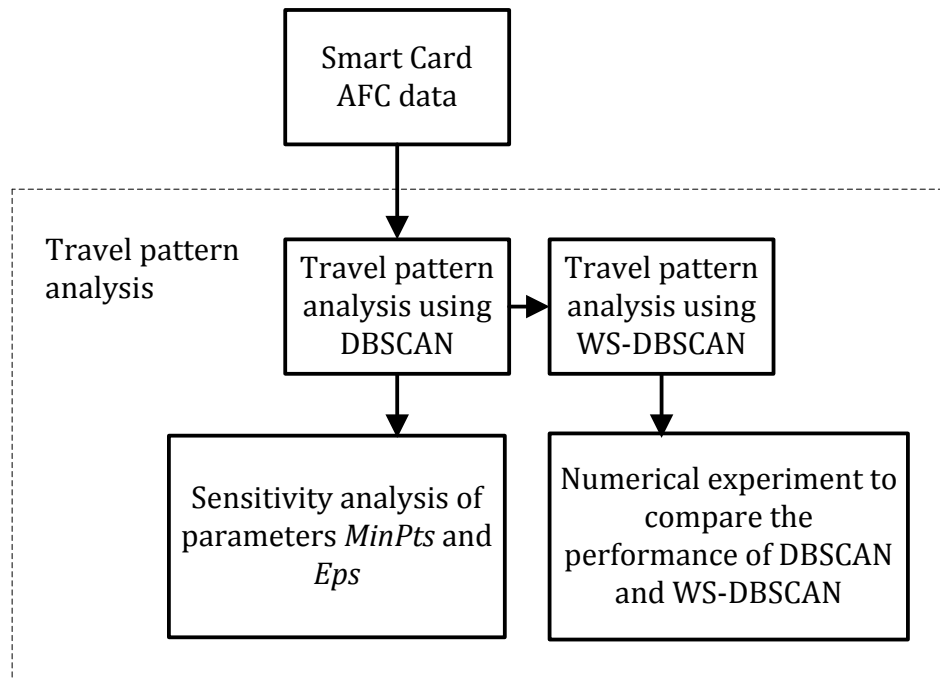 Smart Card
AFC data
Travel pattern
analysis
Travel pattern
analysis using
DBSCAN
Travel pattern
analysis using
WS-DBSCAN
Sensitivity analysis of
parameters MinPts and
Eps
Numerical experiment to
compare the
performance of DBSCAN
and WS-DBSCAN